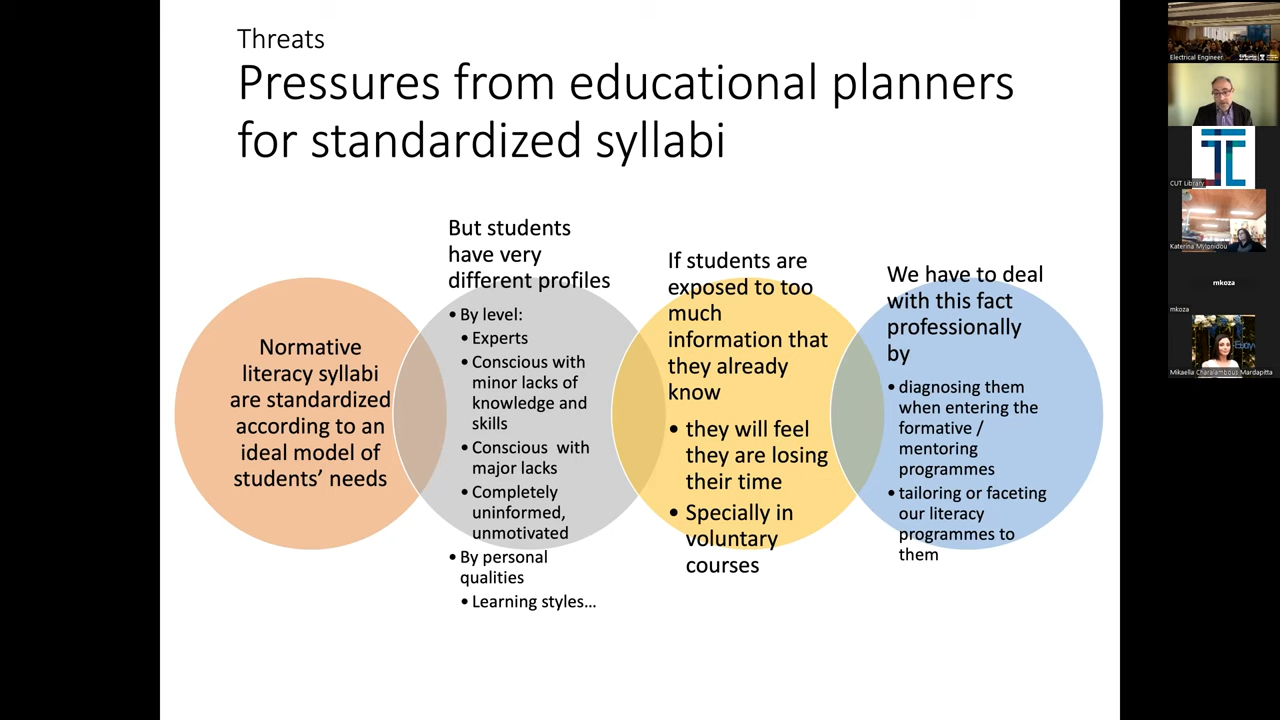 Threats
Pressures from educational planners
for standardized syllabi
Normative
literacy syllabi
are standardized
according to an
ideal model of
students’ needs
But students
have very
different profiles
• By level:
• Experts
• Conscious with
minor lacks of
knowledge and
skills
• Conscious with
major lacks
• Completely
uninformed,
unmotivated
• By personal
qualities
• Learning styles…
If students are
exposed to too
much
information that
they already
know
• they will feel
they are losing
their time
• Specially in
voluntary
courses
We have to deal
with this fact
professionally
by
• diagnosing them
when entering the
formative /
mentoring
programmes
• tailoring or faceting
our literacy
programmes to
them
Electrical Engineer
CUT Library
Katerina Mylonidou
mkoza
mkoza
Mikaella Charalambous Mardapitta